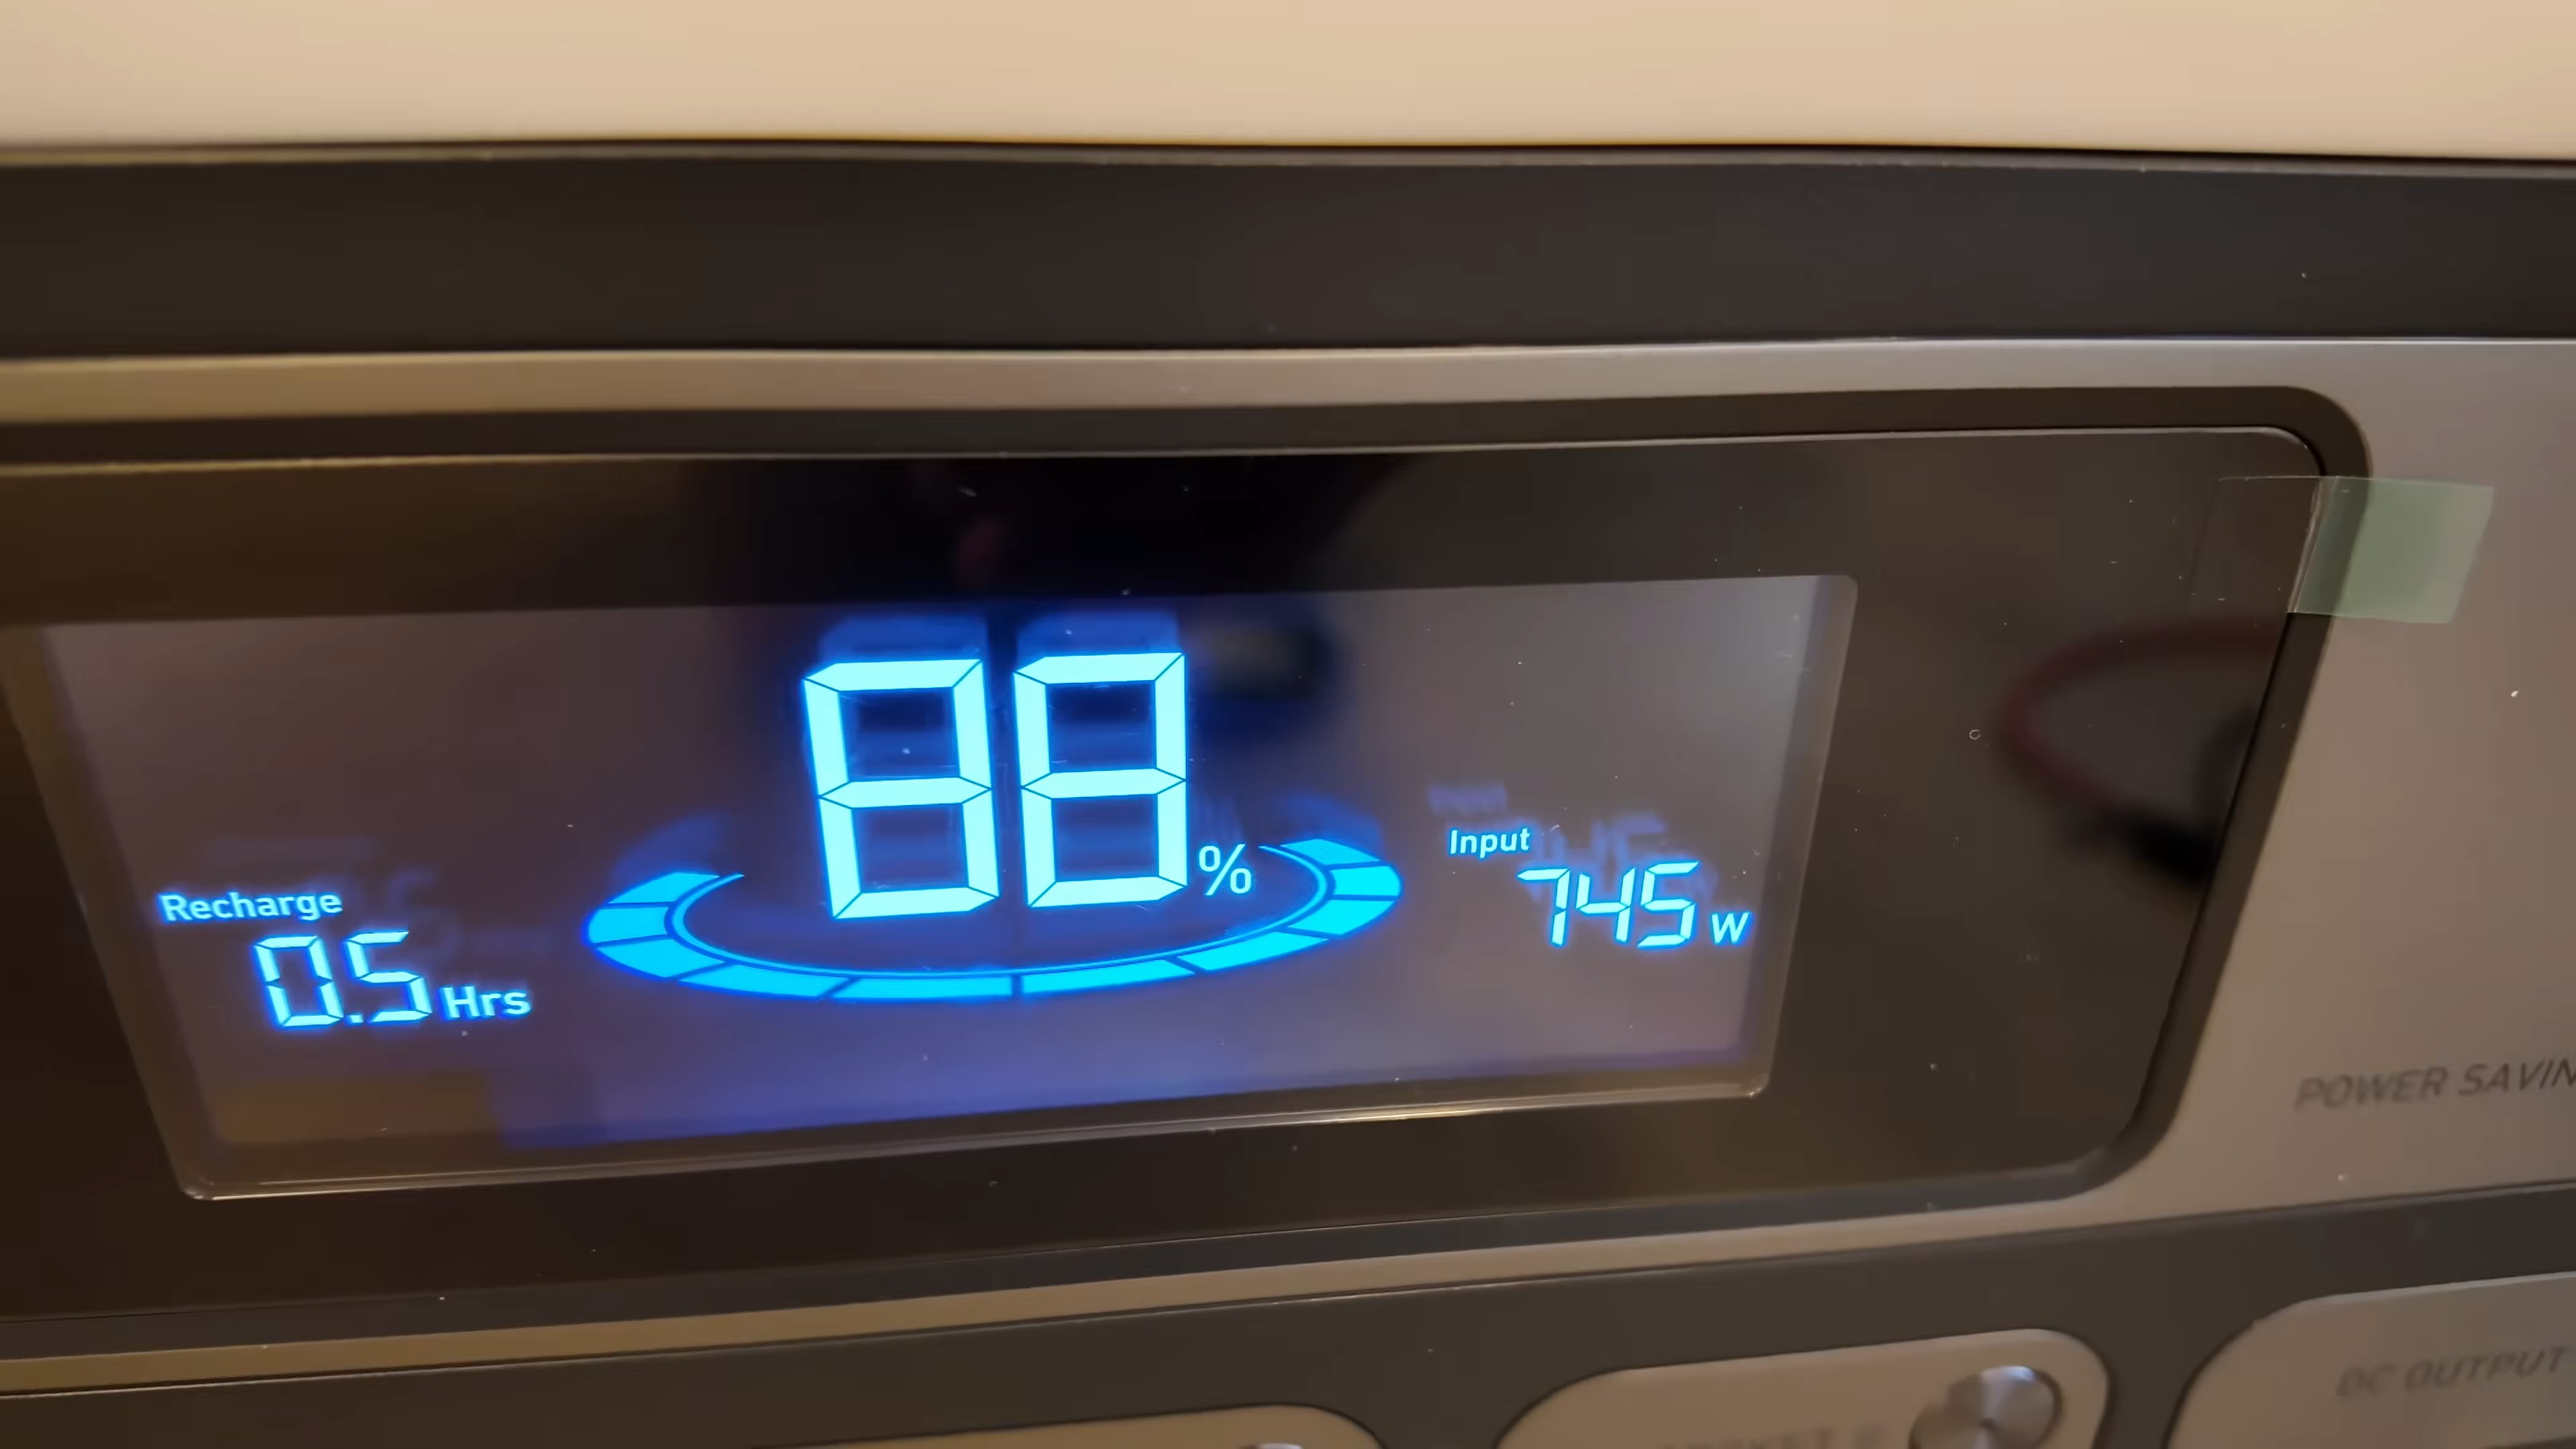 88%
Input
745 W
Recharge
0.5 Hrs
POWER SAVIN
DC OUTPUT